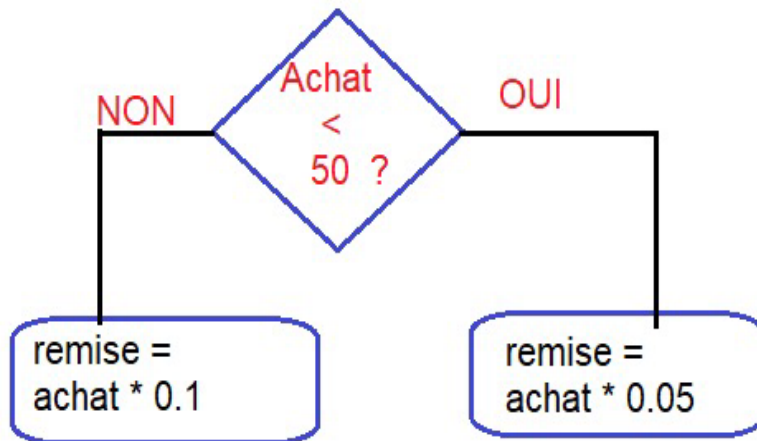 Achat
<
50 ?
NON
OUI
remise =
achat * 0.1
remise =
achat * 0.05